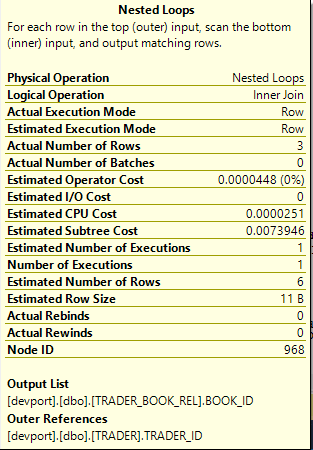 Nested Loops
For each row in the top (outer) input, scan the bottom
(inner) input, and output matching rows.
Physical Operation Nested Loops
Logical Operation Inner Join
Actual Execution Mode Row
Estimated Execution Mode Row
Actual Number of Rows 3
Actual Number of Batches 0
Estimated Operator Cost 0.0000448 (0%)
Estimated I/O Cost 0
Estimated CPU Cost 0.0000251
Estimated Subtree Cost 0.0073946
Estimated Number of Executions 1
Number of Executions 1
Estimated Number of Rows 6
Estimated Row Size 11 B
Actual Rebinds 0
Actual Rewinds 0
Node ID 968
Output List
[devport].[dbo].[TRADER_BOOK_REL].BOOK_ID
Outer References
[devport].[dbo].[TRADER].TRADER_ID